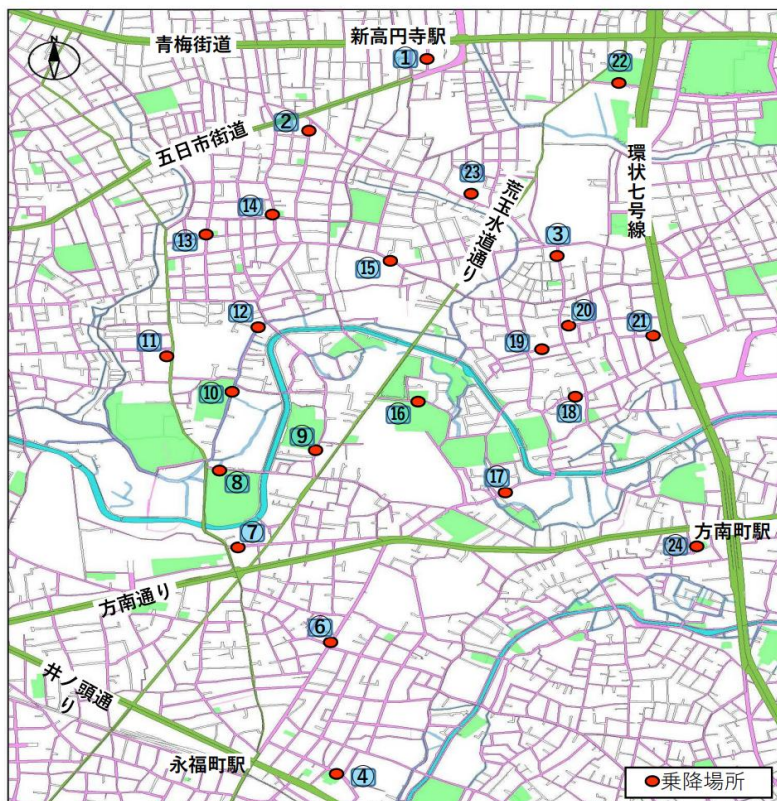 青梅街道
新高円寺駅
①
㉒
②
五日市街道
環状七号線
㉓
荒玉水道通り
⑭
⑬
③
⑮
⑫
⑳
⑪
⑲
㉑
⑩
⑯
⑱
⑨
⑧
⑰
⑦
方南町駅
㉔
方南通り
⑥
井ノ頭通り
永福町駅
④
乗降場所